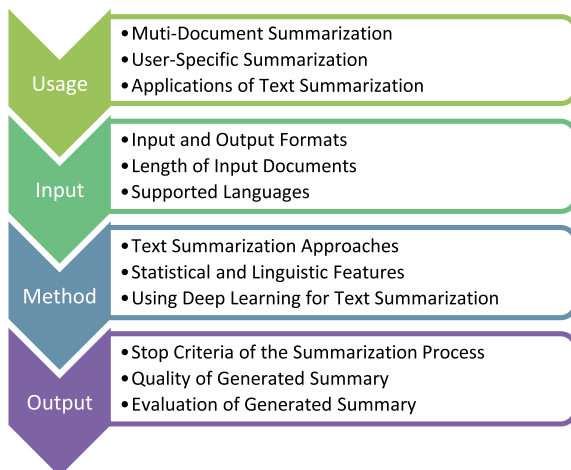 Usage
•Muti-Document Summarization
•User-Specific Summarization
•Applications of Text Summarization
Input
•Input and Output Formats
•Length of Input Documents
•Supported Languages
Method
•Text Summarization Approaches
•Statistical and Linguistic Features
•Using Deep Learning for Text Summarization
Output
•Stop Criteria of the Summarization Process
•Quality of Generated Summary
•Evaluation of Generated Summary